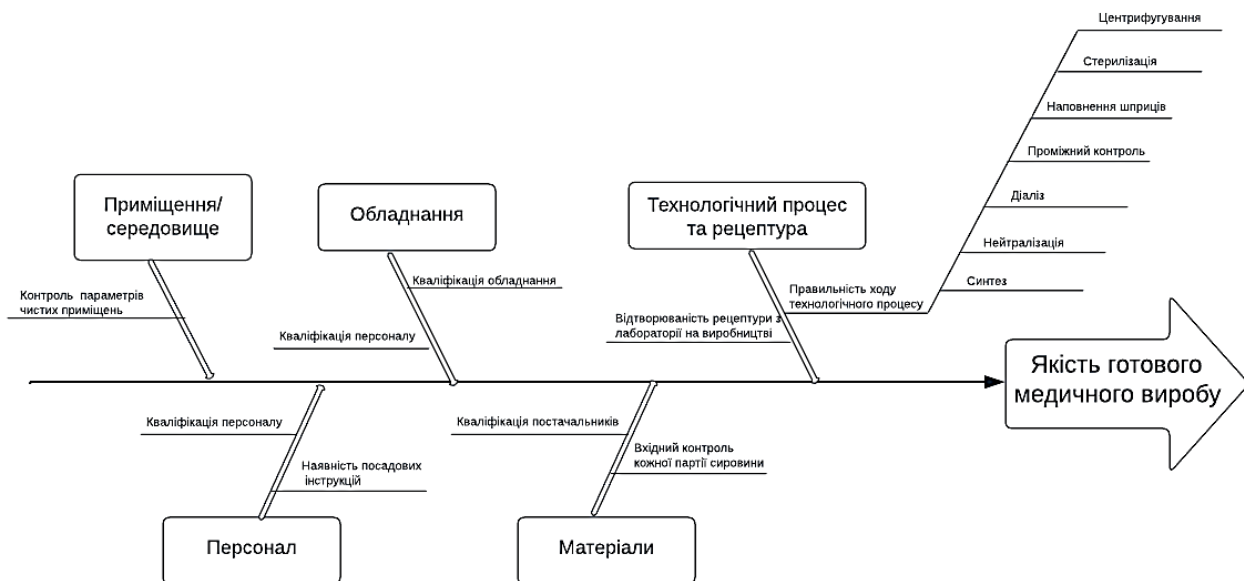 Центрифугування
Стерилізація
Наповнення шприців
Проміжний контроль
Діаліз
Нейтралізація
Синтез
Приміщення/
середовище
Обладнання
Технологічний процес
та рецептура
Контроль параметрів
чистих приміщень
Кваліфікація обладнання
Кваліфікація персоналу
Правильність ходу
технологічного процесу
Відтворюваність рецептури з
лабораторії на виробництві
Якість готового
медичного виробу
Кваліфікація персоналу
Наявність посадових
інструкцій
Кваліфікація постачальників
Вхідний контроль
кожної партії сировини
Персонал
Матеріали